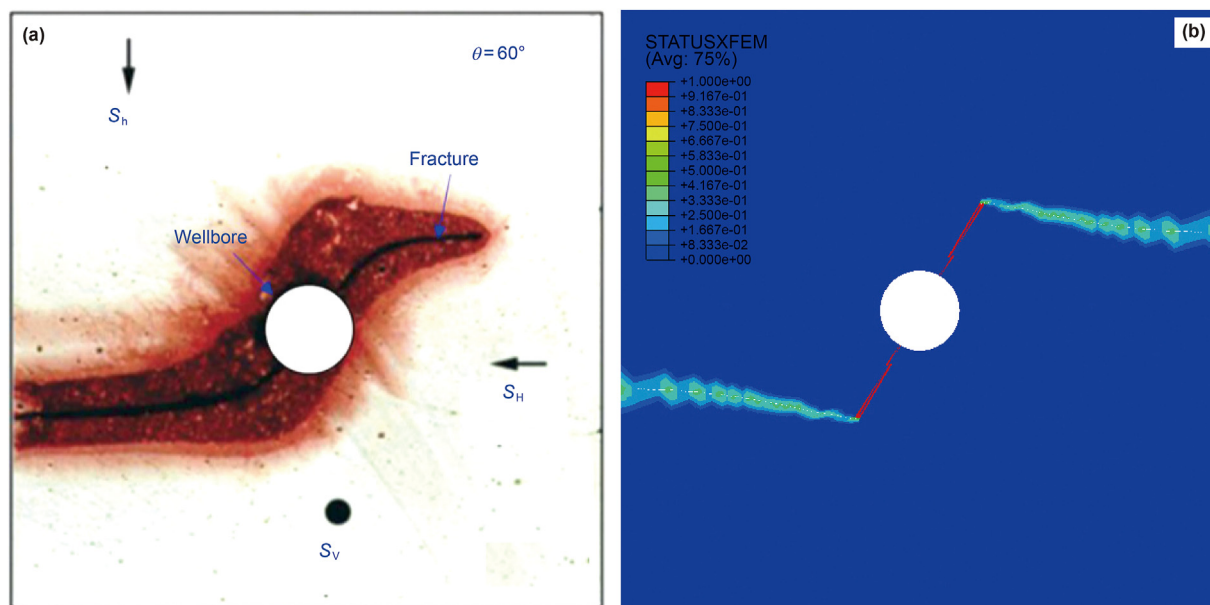 (a)
θ=60°
Sh
Fracture
Wellbore
SH
SV
(b)
STATUSXFEM
(Avg: 75%)
+1.000e+00
+9.167e-01
+8.333e-01
+7.500e-01
+6.667e-01
+5.833e-01
+5.000e-01
+4.167e-01
+3.333e-01
+2.500e-01
+1.667e-01
+8.333e-02
+0.000e+00